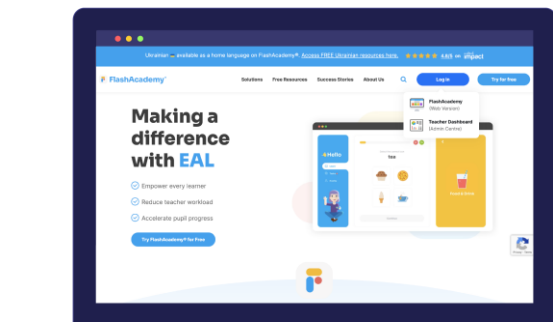 Ukrainian available as a home language on FlashAcademy®. Access FREE Ukrainian resources here.
FlashAcademy®
Solutions Free Resources Success Stories About Us
Log in
Try for free
FlashAcademy
(Web Version)
Teacher Dashboard
(Admin Centre)
Making a
difference
with EAL
Empower every learner
Reduce teacher workload
Accelerate pupil progress
Try FlashAcademy® for Free
Hello
tea